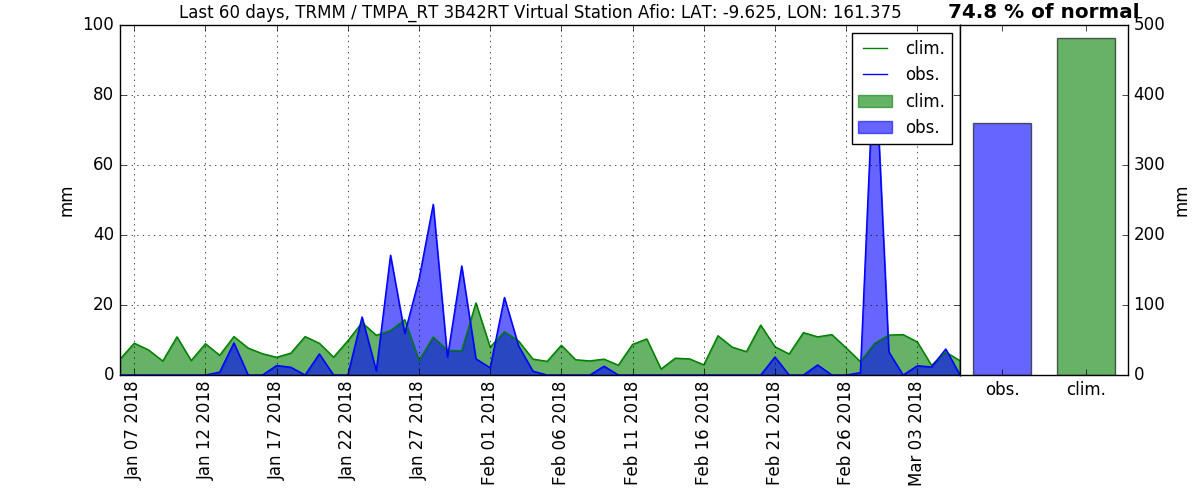 Last 60 days, TRMM / TMPA_RT 3B42RT Virtual Station Afio: LAT: -9.625, LON: 161.375
74.8 % of normal
100
80
60
40
20
0
mm
clim.
obs.
clim.
obs.
500
400
300
200
100
0
mm
obs.
clim.
Jan 07 2018
Jan 12 2018
Jan 17 2018
Jan 22 2018
Jan 27 2018
Feb 01 2018
Feb 06 2018
Feb 11 2018
Feb 16 2018
Feb 21 2018
Feb 26 2018
Mar 03 2018